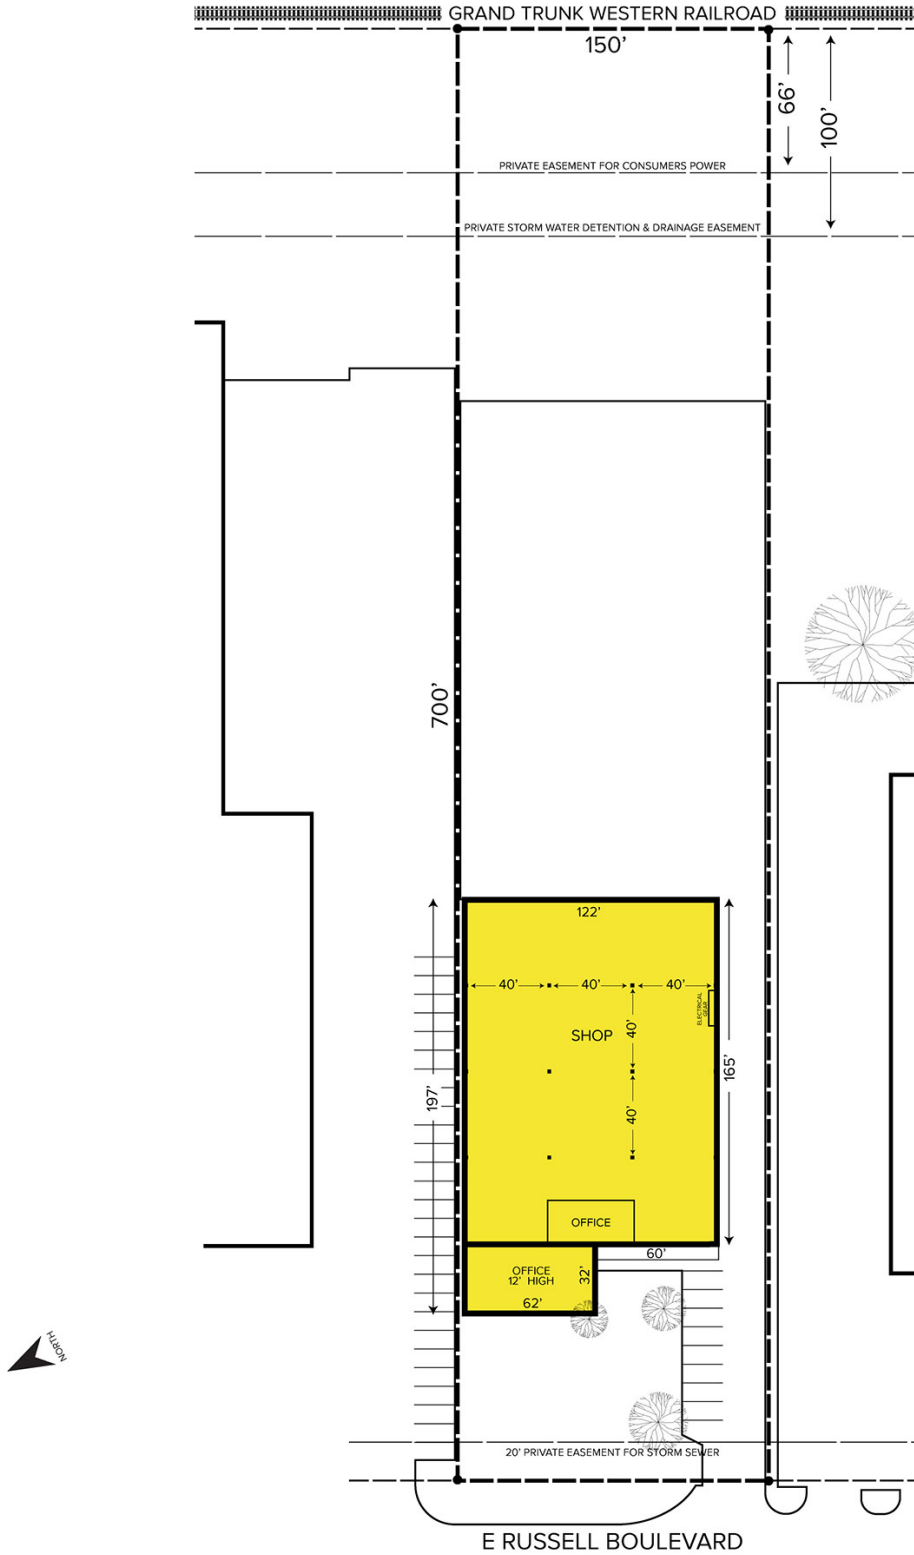 GRAND TRUNK WESTERN RAILROAD
150'
66'
100'
PRIVATE EASEMENT FOR CONSUMERS POWER
PRIVATE STORM WATER DETENTION & DRAINAGE EASEMENT
700'
122'
40' 40' 40'
ELECTRICAL
GEAR
SHOP
40'
165'
197'
40'
OFFICE
60'
OFFICE
12' HIGH
32'
62'
NORTH
20' PRIVATE EASEMENT FOR STORM SEWER
E RUSSELL BOULEVARD